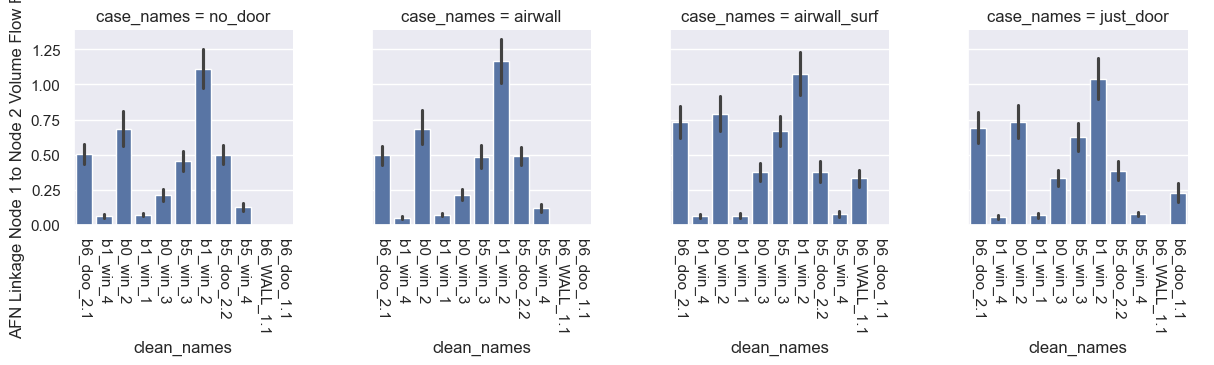 case_names = no_door
case_names = airwall
case_names = airwall_surf
case_names = just_door
AFN Linkage Node 1 to Node 2 Volume Flow
1.25
1.00
0.75
0.50
0.25
0.00
b6_doo_2.1
b1_win_4
b0_win_2
b1_win_1
b0_win_3
b5_win_3
b1_win_2
b5_doo_2.2
b5_win_4
b6_WALL_1.1
b6_doo_1.1
b6_doo_2.1
b1_win_4
b0_win_2
b1_win_1
b0_win_3
b5_win_3
b1_win_2
b5_doo_2.2
b5_win_4
b6_WALL_1.1
b6_doo_1.1
b6_doo_2.1
b1_win_4
b0_win_2
b1_win_1
b0_win_3
b5_win_3
b1_win_2
b5_doo_2.2
b5_win_4
b6_WALL_1.1
b6_doo_1.1
b6_doo_2.1
b1_win_4
b0_win_2
b1_win_1
b0_win_3
b5_win_3
b1_win_2
b5_doo_2.2
b5_win_4
b6_WALL_1.1
b6_doo_1.1
clean_names
clean_names
clean_names
clean_names